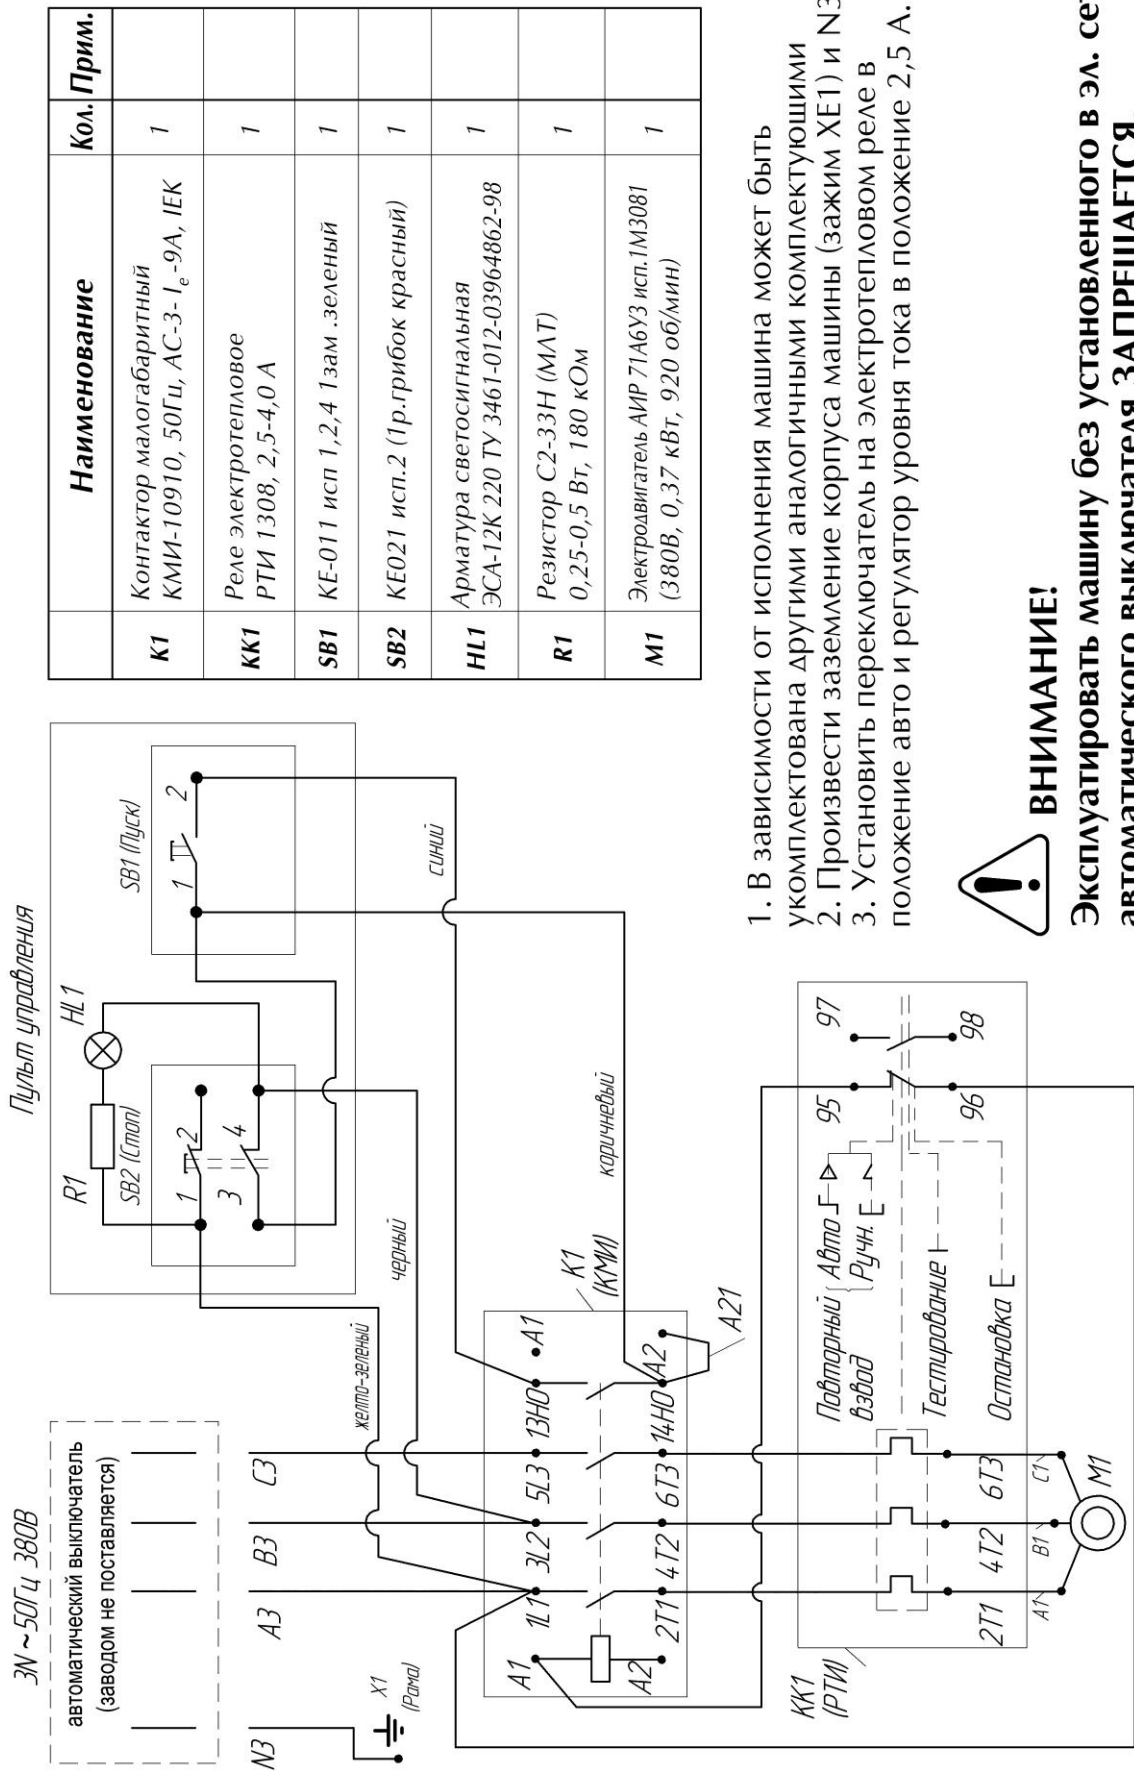 3N ~ 50Гц 380В
автоматический выключатель
(заводом не поставляется)
N3
A3
B3
C3
X1
(Рама)
желто-зеленый
черный
синий
коричневый
Пульт управления
R1
HL1
SB2 (Стоп)
1
2
3
4
SB1 (Пуск)
1
2
K1
(КМИ)
A1
1L1
3L2
5L3
13НО
A1
A2
2T1
4T2
6T3
14НО
A2
A21
KK1
(РТИ)
Повторный
взвод
Авто
Ручн.
Тестирование
Остановка
95
97
96
98
2T1
4T2
6T3
A1
B1
C1
M1
Наименование Кол. Прим.
K1 Контактор малогабаритный 1
КМИ-10910, 50Гц, АС-3- Ie -9А, IEK
KK1 Реле электротепловое 1
РТИ 1308, 2,5-4,0 А
SB1 КЕ-011 исп 1,2,4 1зам .зеленый 1
SB2 КЕ021 исп.2 (1р.грибок красный) 1
HL1 Арматура светосигнальная 1
ЭСА-12К 220 ТУ 3461-012-03964862-98
R1 Резистор С2-33Н (МЛТ) 1
0,25-0,5 Вт, 180 кОм
M1 Электродвигатель АИР 71А6У3 исп.1М3081 1
(380В, 0,37 кВт, 920 об/мин)
1. В зависимости от исполнения машина может быть
укомплектована другими аналогичными комплектующими
2. Произвести заземление корпуса машины (зажим ХЕ1) и N3
3. Установить переключатель на электротепловом реле в
положение авто и регулятор уровня тока в положение 2,5 А.
ВНИМАНИЕ!
Эксплуатировать машину без установленного в эл. сет
автоматического выключателя ЗАПРЕЩАЕТСЯ